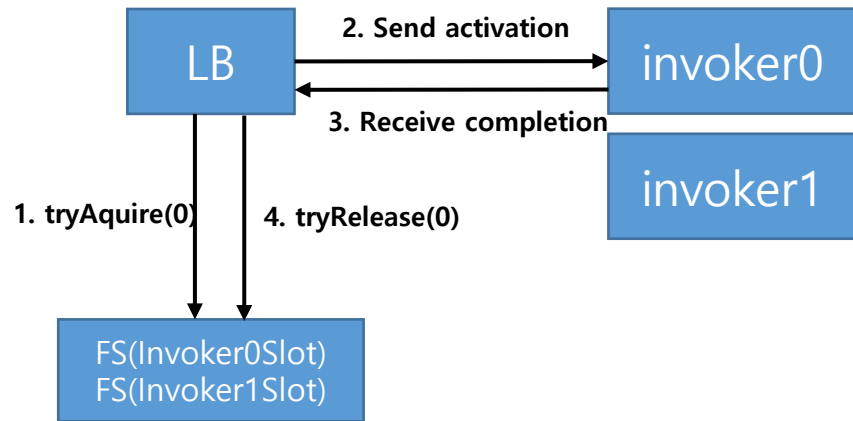 2. Send activation
LB
invoker0
3. Receive completion
invoker1
1. tryAquire(0)
4. tryRelease(0)
FS(Invoker0Slot)
FS(Invoker1Slot)